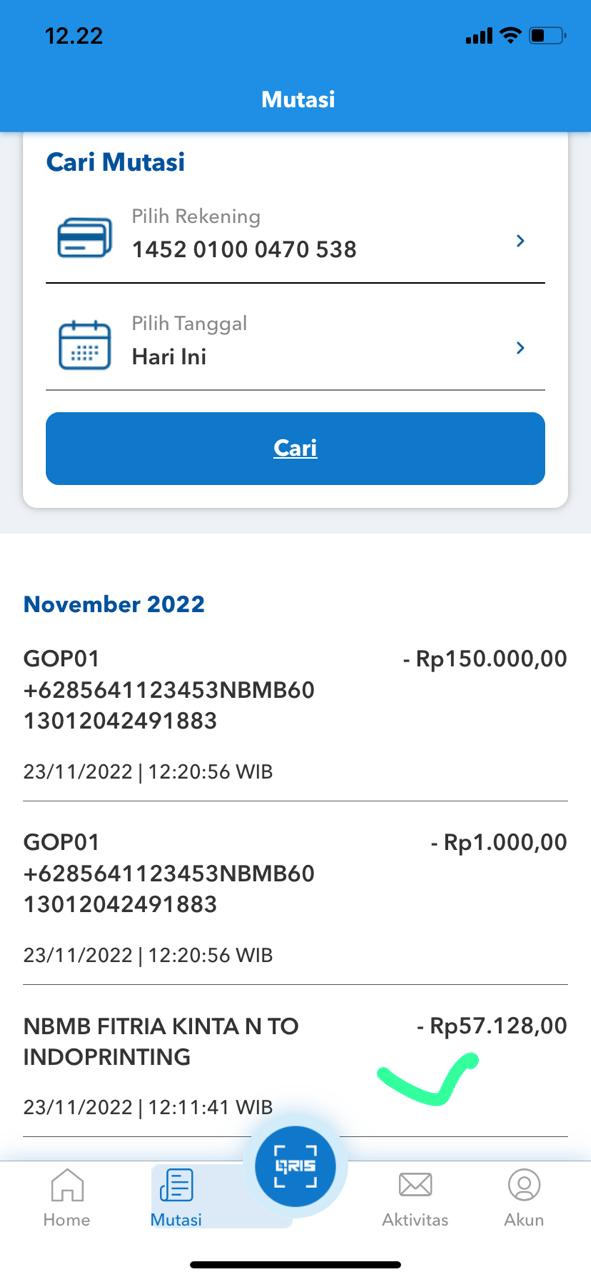 12.22
Mutasi
Cari Mutasi
Pilih Rekening
1452 0100 0470 538
Pilih Tanggal
Hari Ini
Cari
November 2022
GOP01
- Rp150.000,00
+6285641123453NBMB60
13012042491883
23/11/2022 | 12:20:56 WIB
GOP01
- Rp1.000,00
+6285641123453NBMB60
13012042491883
23/11/2022 | 12:20:56 WIB
NBMB FITRIA KINTA N TO
- Rp57.128,00
INDOPRINTING
23/11/2022 | 12:11:41 WIB
QRIS
Home
Mutasi
Aktivitas
Akun